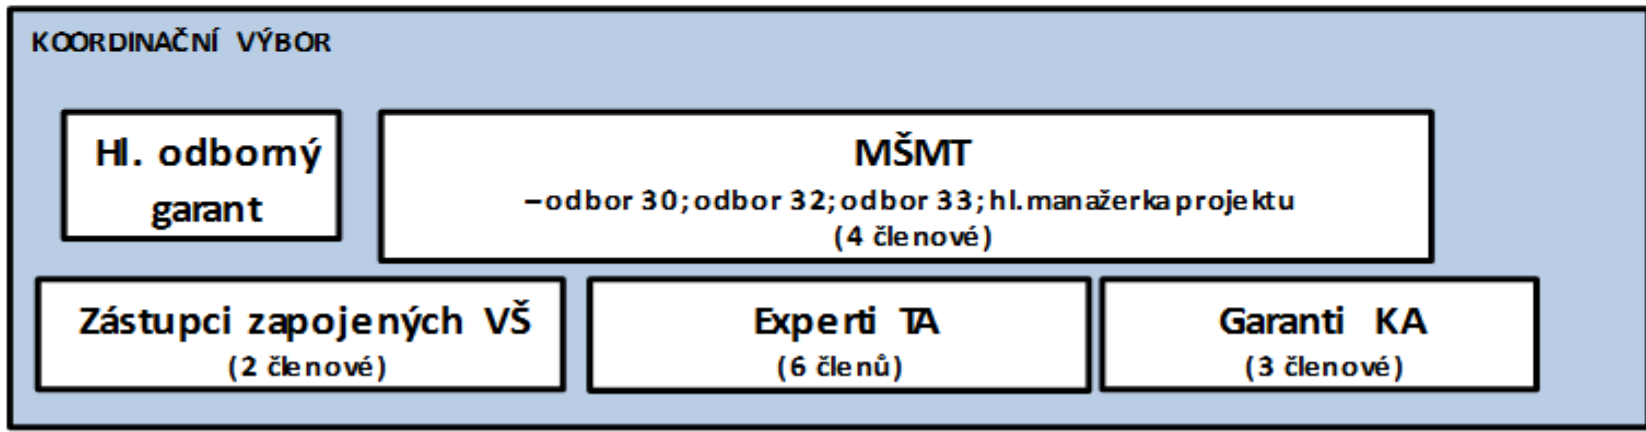 KOORDINAČNÍ VÝBOR
Hl. odborný
garant
MŠMT
–odbor 30; odbor 32; odbor 33; hl. manažerka projektu
(4 členové)
Zástupci zapojených VŠ
(2 členové)
Experti TA
(6 členů)
Garanti KA
(3 členové)